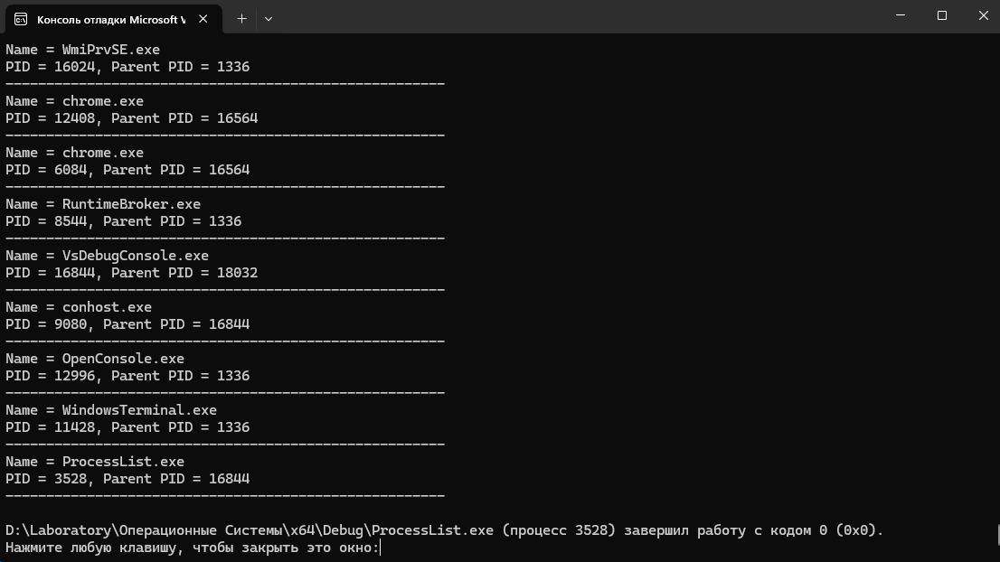 Консоль отладки Microsoft V
Name = WmiPrvSE.exe
PID = 16024, Parent PID = 1336
------------------------------------------------------
Name = chrome.exe
PID = 12408, Parent PID = 16564
------------------------------------------------------
Name = chrome.exe
PID = 6084, Parent PID = 16564
------------------------------------------------------
Name = RuntimeBroker.exe
PID = 8544, Parent PID = 1336
------------------------------------------------------
Name = VsDebugConsole.exe
PID = 16844, Parent PID = 18032
------------------------------------------------------
Name = conhost.exe
PID = 9080, Parent PID = 16844
------------------------------------------------------
Name = OpenConsole.exe
PID = 12996, Parent PID = 1336
------------------------------------------------------
Name = WindowsTerminal.exe
PID = 11428, Parent PID = 1336
------------------------------------------------------
Name = ProcessList.exe
PID = 3528, Parent PID = 16844
------------------------------------------------------
D:\Laboratory\Операционные Системы\x64\Debug\ProcessList.exe (процесс 3528) завершил работу с кодом 0 (0x0).
Нажмите любую клавишу, чтобы закрыть это окно: